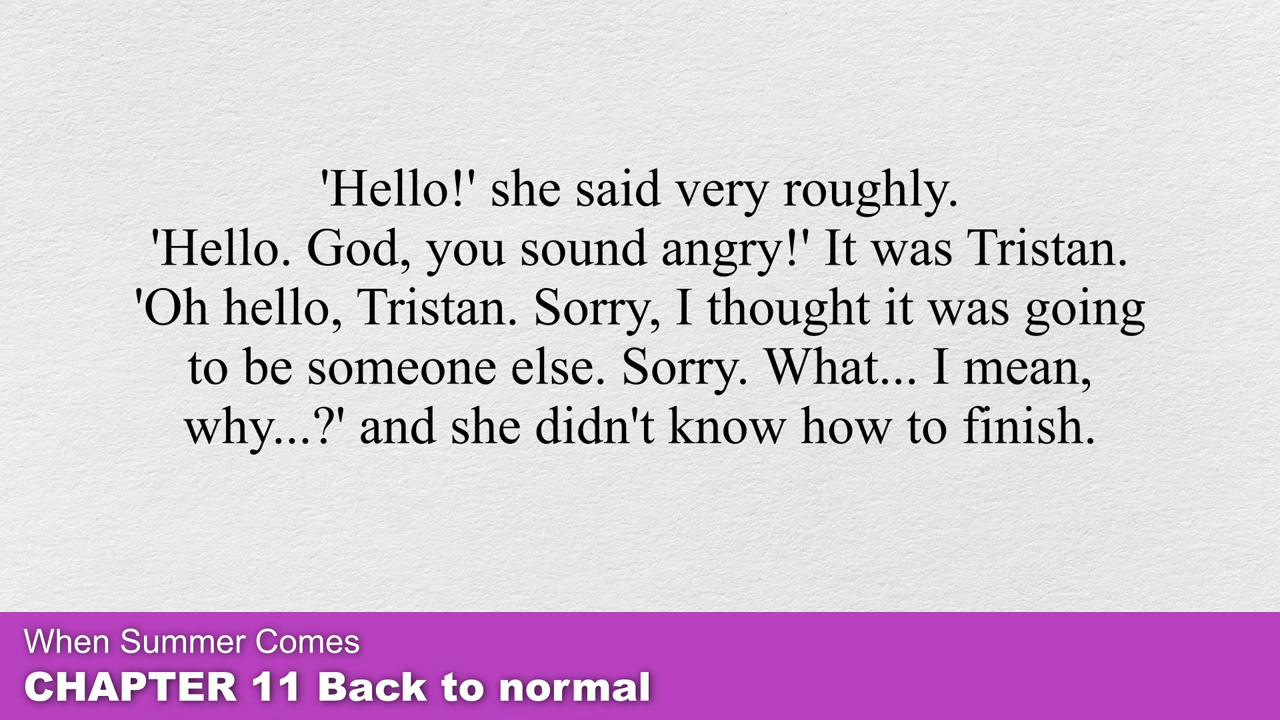 'Hello!' she said very roughly.
'Hello. God, you sound angry!' It was Tristan.
'Oh hello, Tristan. Sorry, I thought it was going
to be someone else. Sorry. What... I mean,
why...?' and she didn't know how to finish.
When Summer Comes
CHAPTER 11 Back to normal